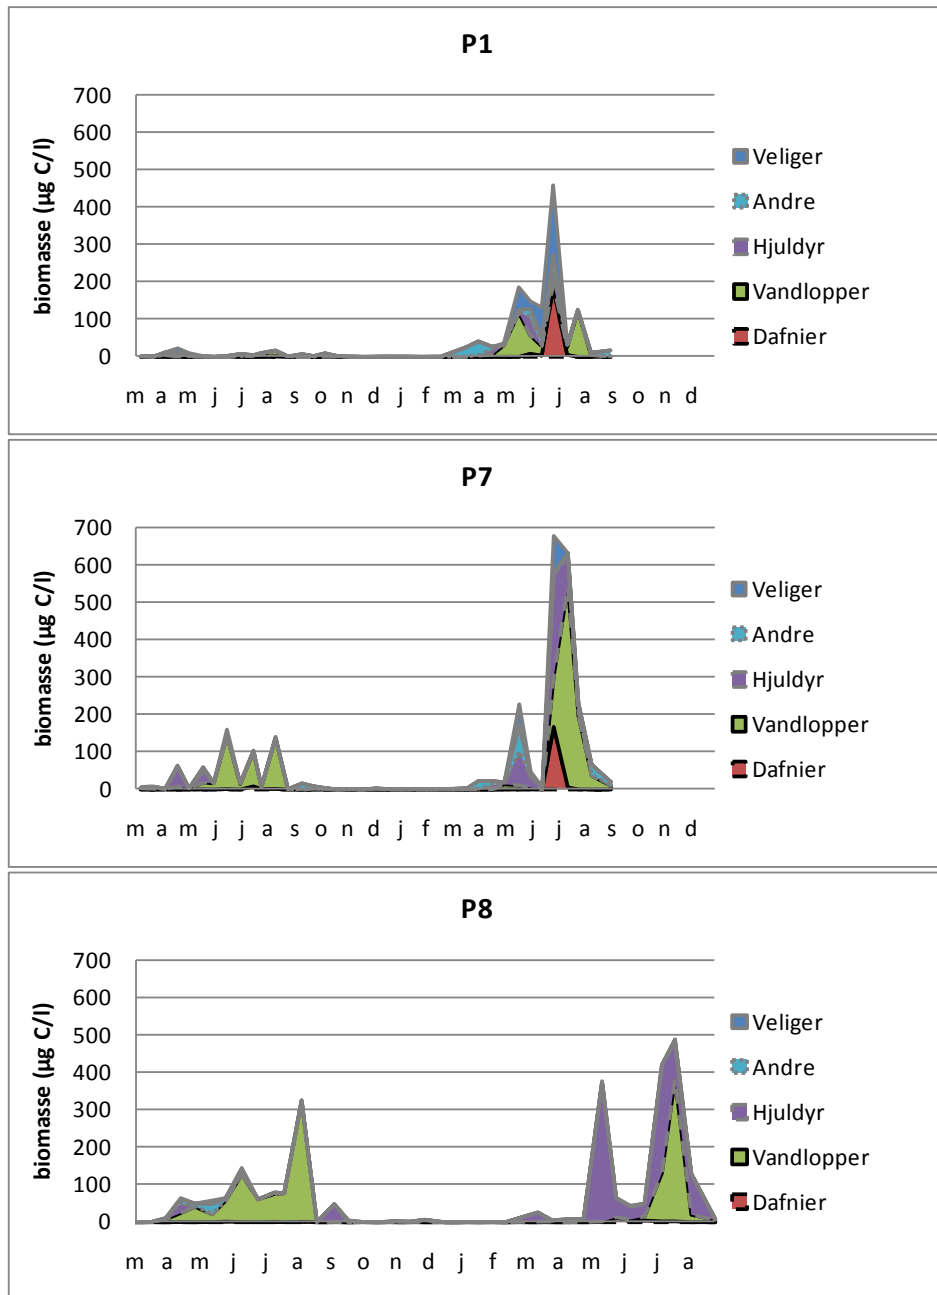 P1
biomasse (µg C/l)
700
600
500
400
300
200
100
0
m a m j j a s o n d j f m a m j j a s o n d
Veliger
Andre
Hjuldyr
Vandlopper
Dafnier
P7
biomasse (µg C/l)
700
600
500
400
300
200
100
0
m a m j j a s o n d j f m a m j j a s o n d
Veliger
Andre
Hjuldyr
Vandlopper
Dafnier
P8
biomasse (µg C/l)
700
600
500
400
300
200
100
0
m a m j j a s o n d j f m a m j j a
Veliger
Andre
Hjuldyr
Vandlopper
Dafnier